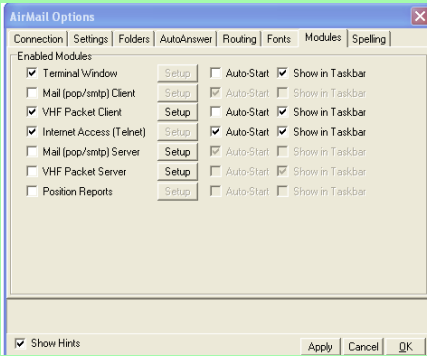 AirMail Options
Connection Settings Folders AutoAnswer Routing Fonts Modules Spelling
Enabled Modules
Terminal Window Setup Auto-Start Show in Taskbar
Mail (pop/smtp) Client Setup Auto-Start Show in Taskbar
VHF Packet Client Setup Auto-Start Show in Taskbar
Internet Access (Telnet) Setup Auto-Start Show in Taskbar
Mail (pop/smtp) Server Setup Auto-Start Show in Taskbar
VHF Packet Server Setup Auto-Start Show in Taskbar
Position Reports Setup Auto-Start Show in Taskbar
Show Hints Apply Cancel OK